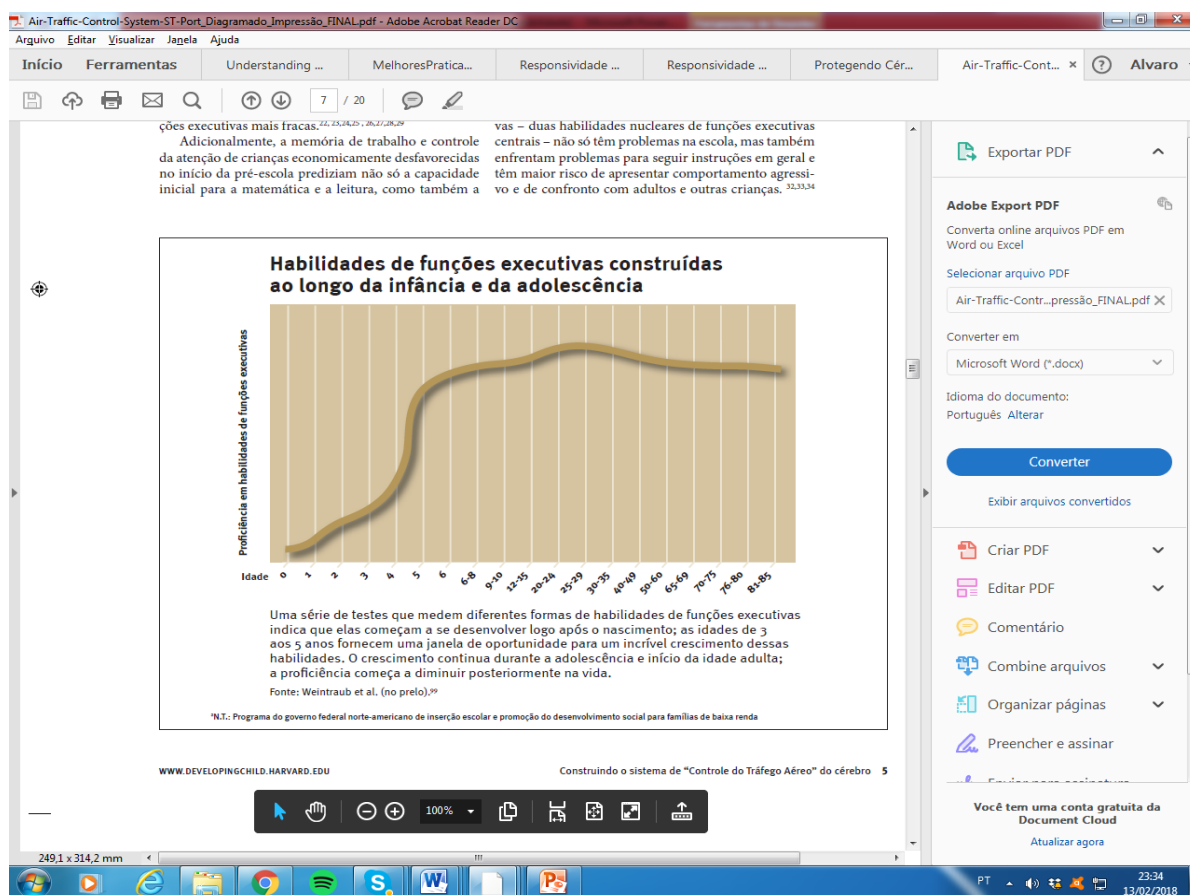 Air-Traffic-Control-System-ST-Port_Diagramado_Impressão_FINAL.pdf - Adobe Acrobat Reader DC
Arquivo Editar Visualizar Janela Ajuda
Início Ferramentas Understanding ... MelhoresPratica... Responsividade ... Responsividade ... Protegendo Cér... Air-Traffic-Cont... × ? Alvaro
7 / 20
ções executivas mais fracas.22, 23,24,25 , 26,27,28,29
Adicionalmente, a memória de trabalho e controle
da atenção de crianças economicamente desfavorecidas
no início da pré-escola prediziam não só a capacidade
inicial para a matemática e a leitura, como também a
vas – duas habilidades nucleares de funções executivas
centrais – não só têm problemas na escola, mas também
enfrentam problemas para seguir instruções em geral e
têm maior risco de apresentar comportamento agressi-
vo e de confronto com adultos e outras crianças. 32,33,34
Habilidades de funções executivas construídas
ao longo da infância e da adolescência
Proficiência em habilidades de funções executivas
Idade 0 1 2 3 4 5 6 6-8 9-10 12-15 20-24 25-29 30-35 40-49 50-60 65-69 70-75 76-80 81-85
Uma série de testes que medem diferentes formas de habilidades de funções executivas
indica que elas começam a se desenvolver logo após o nascimento; as idades de 3
aos 5 anos fornecem uma janela de oportunidade para um incrível crescimento dessas
habilidades. O crescimento continua durante a adolescência e início da idade adulta;
a proficiência começa a diminuir posteriormente na vida.
Fonte: Weintraub et al. (no prelo).99
*N.T.: Programa do governo federal norte-americano de inserção escolar e promoção do desenvolvimento social para famílias de baixa renda
WWW.DEVELOPINGCHILD.HARVARD.EDU
Construindo o sistema de “Controle do Tráfego Aéreo” do cérebro 5
100%
249,1 x 314,2 mm
Exportar PDF
Adobe Export PDF
Converta online arquivos PDF em
Word ou Excel
Selecionar arquivo PDF
Air-Traffic-Contr...pressão_FINAL.pdf
Converter em
Microsoft Word (*.docx)
Idioma do documento:
Português Alterar
Converter
Exibir arquivos convertidos
Criar PDF
Editar PDF
Comentário
Combine arquivos
Organizar páginas
Preencher e assinar
Você tem uma conta gratuita da
Document Cloud
Atualizar agora
PT
23:34
13/02/2018